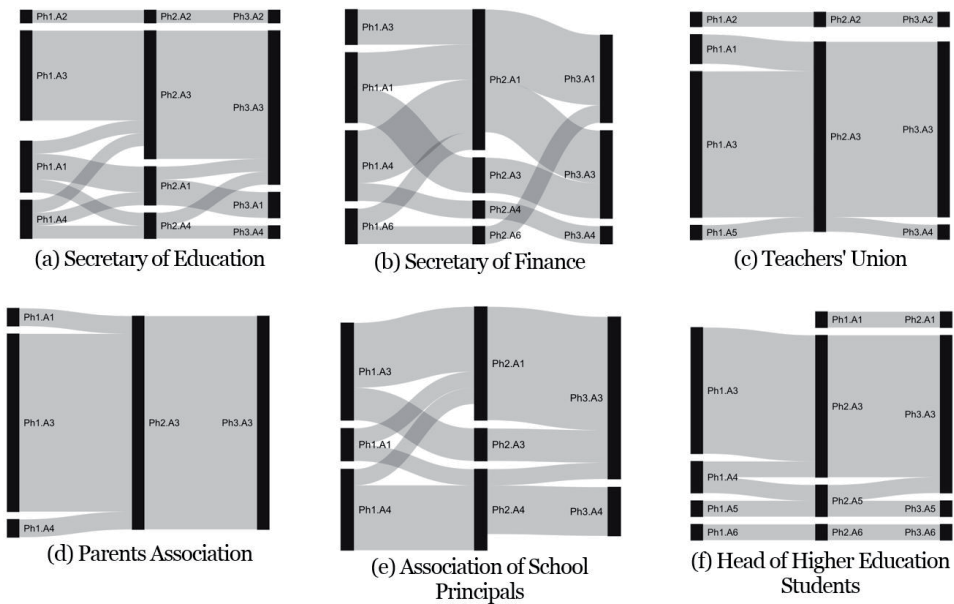 Ph1.A2 Ph2.A2 Ph3.A2
Ph1.A3 Ph2.A3 Ph3.A3
Ph1.A1 Ph2.A1 Ph3.A1
Ph1.A4 Ph2.A4 Ph3.A4
(a) Secretary of Education
Ph1.A3
Ph1.A1 Ph2.A1 Ph3.A1
Ph1.A4 Ph2.A3 Ph3.A3
Ph2.A4
Ph1.A6 Ph2.A6 Ph3.A4
(b) Secretary of Finance
Ph1.A2 Ph2.A2 Ph3.A2
Ph1.A1
Ph1.A3 Ph2.A3 Ph3.A3
Ph1.A5 Ph3.A4
(c) Teachers' Union
Ph1.A1
Ph1.A3 Ph2.A3 Ph3.A3
Ph1.A4
(d) Parents Association
Ph1.A3 Ph2.A1 Ph3.A3
Ph1.A1 Ph2.A3
Ph1.A4 Ph2.A4 Ph3.A4
(e) Association of School
Principals
Ph1.A1 Ph2.A1
Ph1.A3 Ph2.A3 Ph3.A3
Ph1.A4
Ph2.A5
Ph1.A5 Ph3.A5
Ph1.A6 Ph2.A6 Ph3.A6
(f) Head of Higher Education
Students